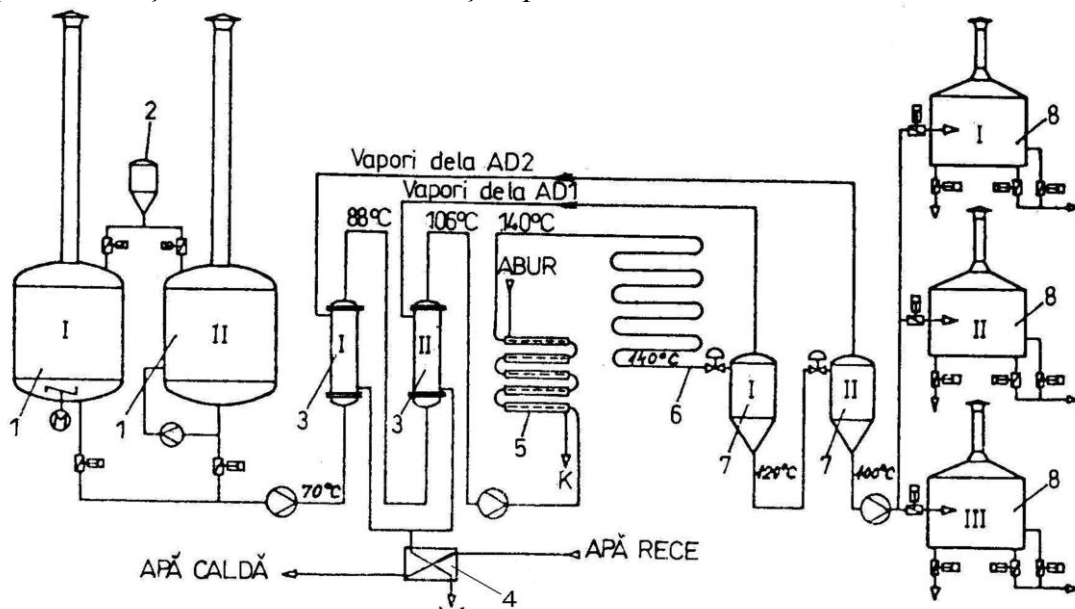 2
Vapori dela AD2
Vapori dela AD1
88°C
106°C
140°C
ABUR
I
1I
I
II
140°C
I
II
1
M
1
3
3
5
6
7
7
K
70°C
120°C
100°C
APĂ CALDĂ
APĂ RECE
4
I
8
II
8
III
8